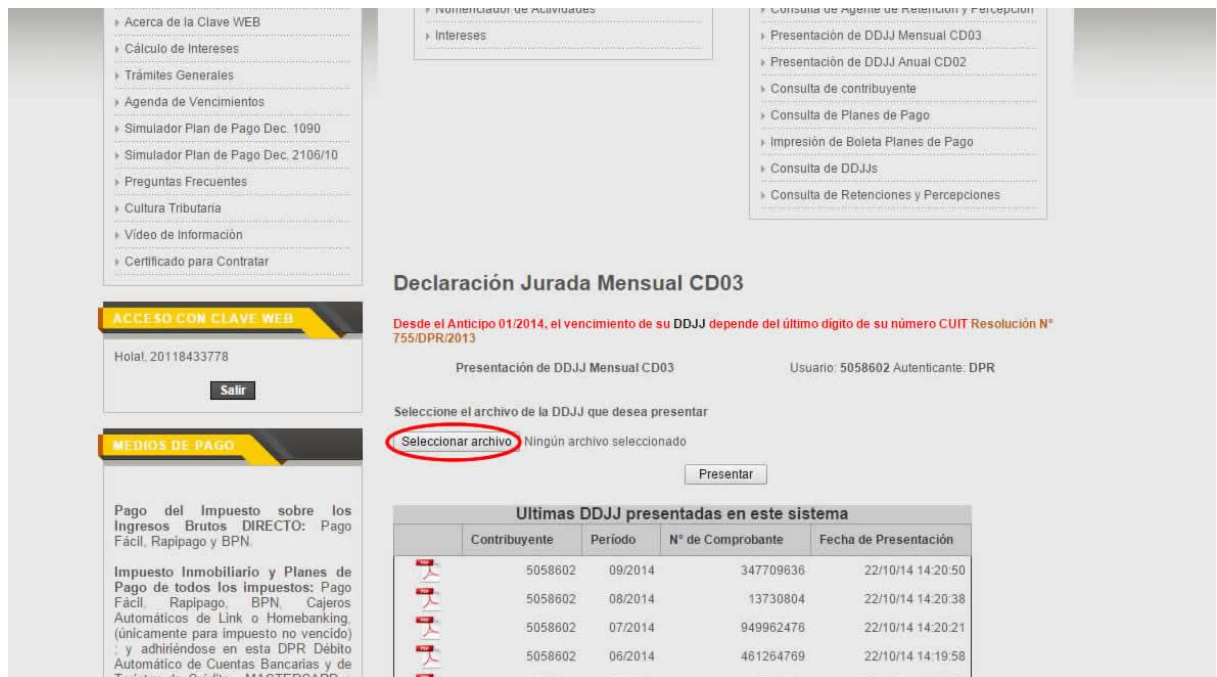 Acerca de la Clave WEB
Cálculo de Intereses
Trámites Generales
Agenda de Vencimientos
Simulador Plan de Pago Dec. 1090
Simulador Plan de Pago Dec. 2106/10
Preguntas Frecuentes
Cultura Tributaria
Vídeo de Información
Certificado para Contratar
ACCESO CON CLAVE WEB
Hola!, 20118433778
Salir
MEDIOS DE PAGO
Pago del Impuesto sobre los
Ingresos Brutos DIRECTO: Pago
Fácil, Rapipago y BPN.
Impuesto Inmobiliario y Planes de
Pago de todos los impuestos: Pago
Fácil, Rapipago, BPN, Cajeros
Automáticos de Link o Homebanking,
(únicamente para impuesto no vencido)
; y adhiriéndose en esta DPR Débito
Automático de Cuentas Bancarias y de
Nomenclador de Actividades
Intereses
Consulta de Agente de Retención y Percepción
Presentación de DDJJ Mensual CD03
Presentación de DDJJ Anual CD02
Consulta de contribuyente
Consulta de Planes de Pago
Impresión de Boleta Planes de Pago
Consulta de DDJJs
Consulta de Retenciones y Percepciones
Declaración Jurada Mensual CD03
Desde el Anticipo 01/2014, el vencimiento de su DDJJ depende del último dígito de su número CUIT Resolución N°
755/DPR/2013
Presentación de DDJJ Mensual CD03 Usuario: 5058602 Autenticante: DPR
Seleccione el archivo de la DDJJ que desea presentar
Seleccionar archivo Ningún archivo seleccionado
Presentar
Ultimas DDJJ presentadas en este sistema
Contribuyente Período N° de Comprobante Fecha de Presentación
5058602 09/2014 347709636 22/10/14 14:20:50
5058602 08/2014 13730804 22/10/14 14:20:38
5058602 07/2014 949962476 22/10/14 14:20:21
5058602 06/2014 461264769 22/10/14 14:19:58